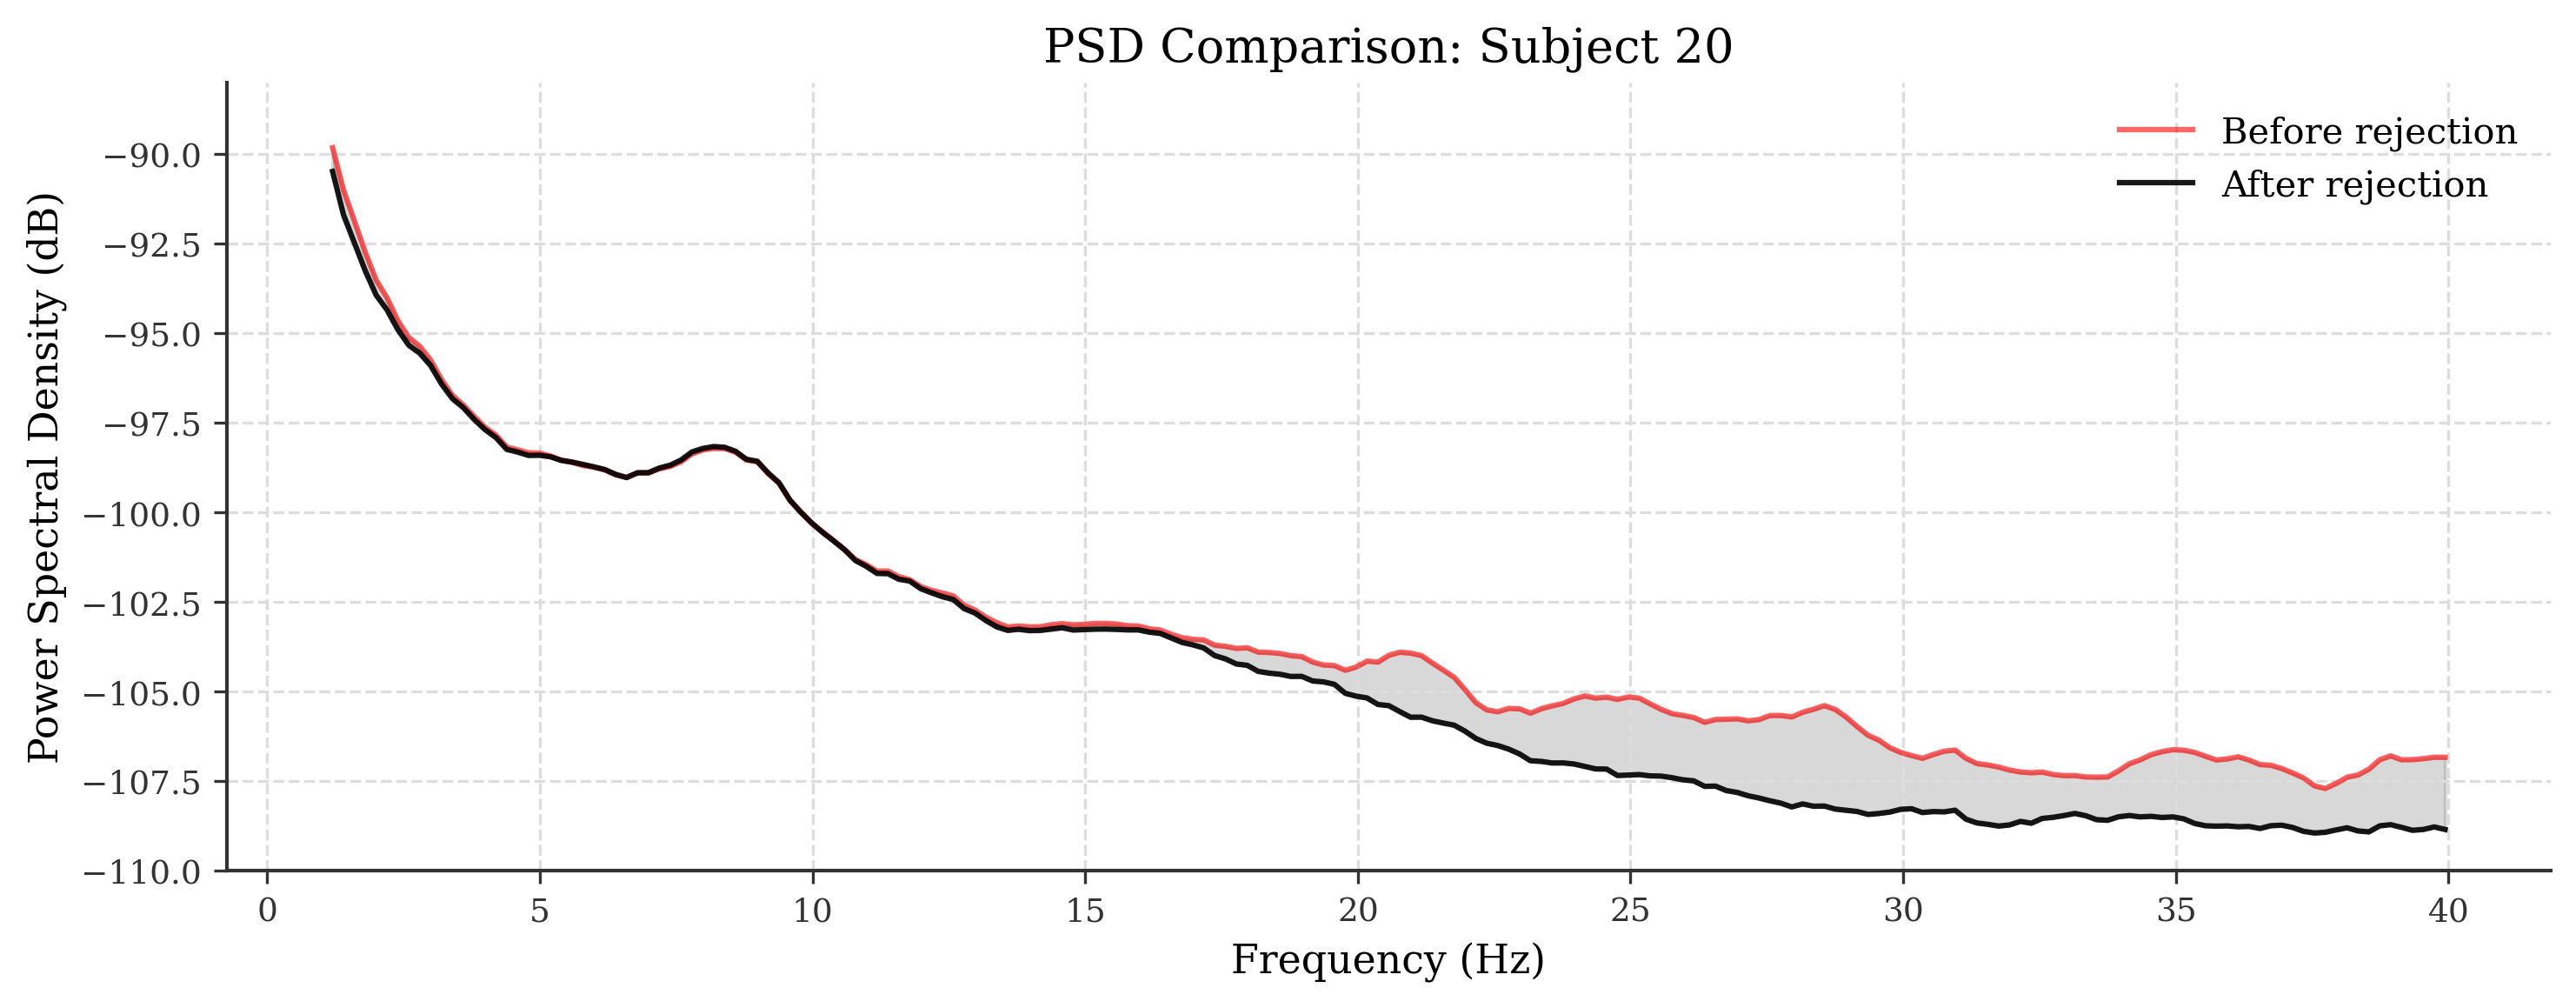 PSD Comparison: Subject 20
Before rejection
After rejection
Power Spectral Density (dB)
−90.0
−92.5
−95.0
−97.5
−100.0
−102.5
−105.0
−107.5
−110.0
0 5 10 15 20 25 30 35 40
Frequency (Hz)